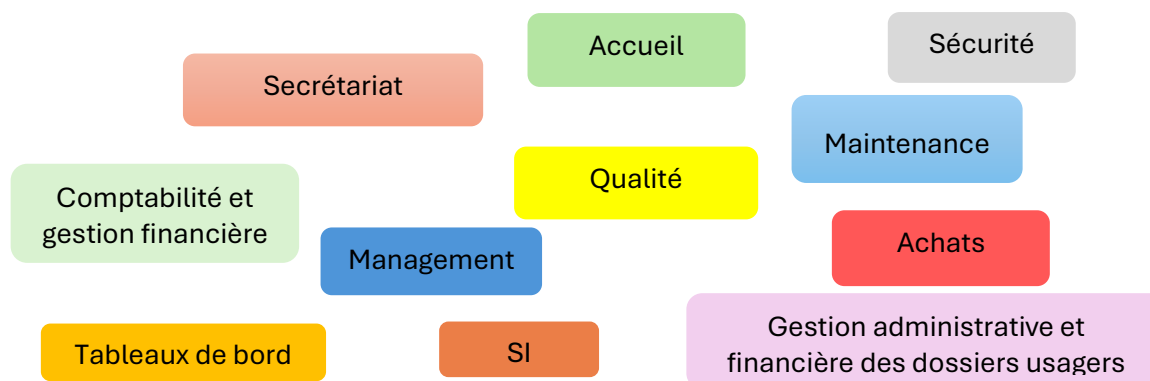 Accueil
Sécurité
Secrétariat
Maintenance
Qualité
Comptabilité et
gestion financière
Achats
Management
Gestion administrative et
financière des dossiers usagers
Tableaux de bord
SI